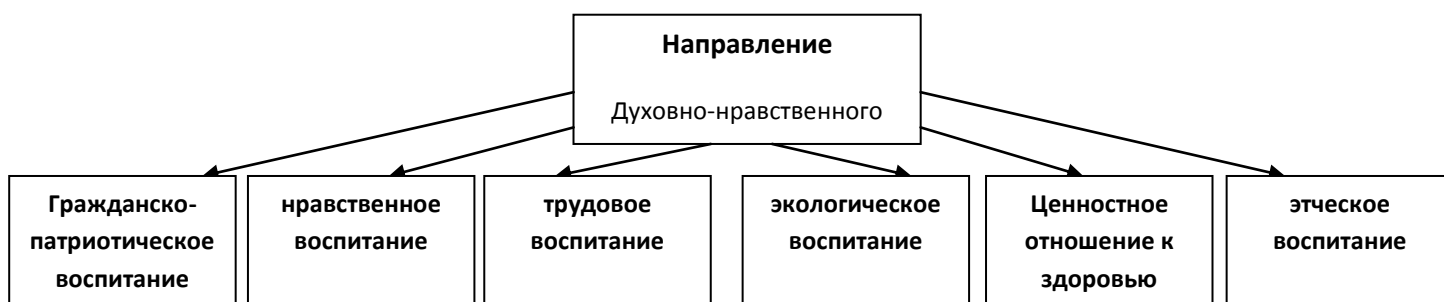 Направление
Духовно-нравственного
Гражданско-
патриотическое
воспитание
нравственное
воспитание
трудовое
воспитание
экологическое
воспитание
Ценностное
отношение к
здоровью
этческое
воспитание